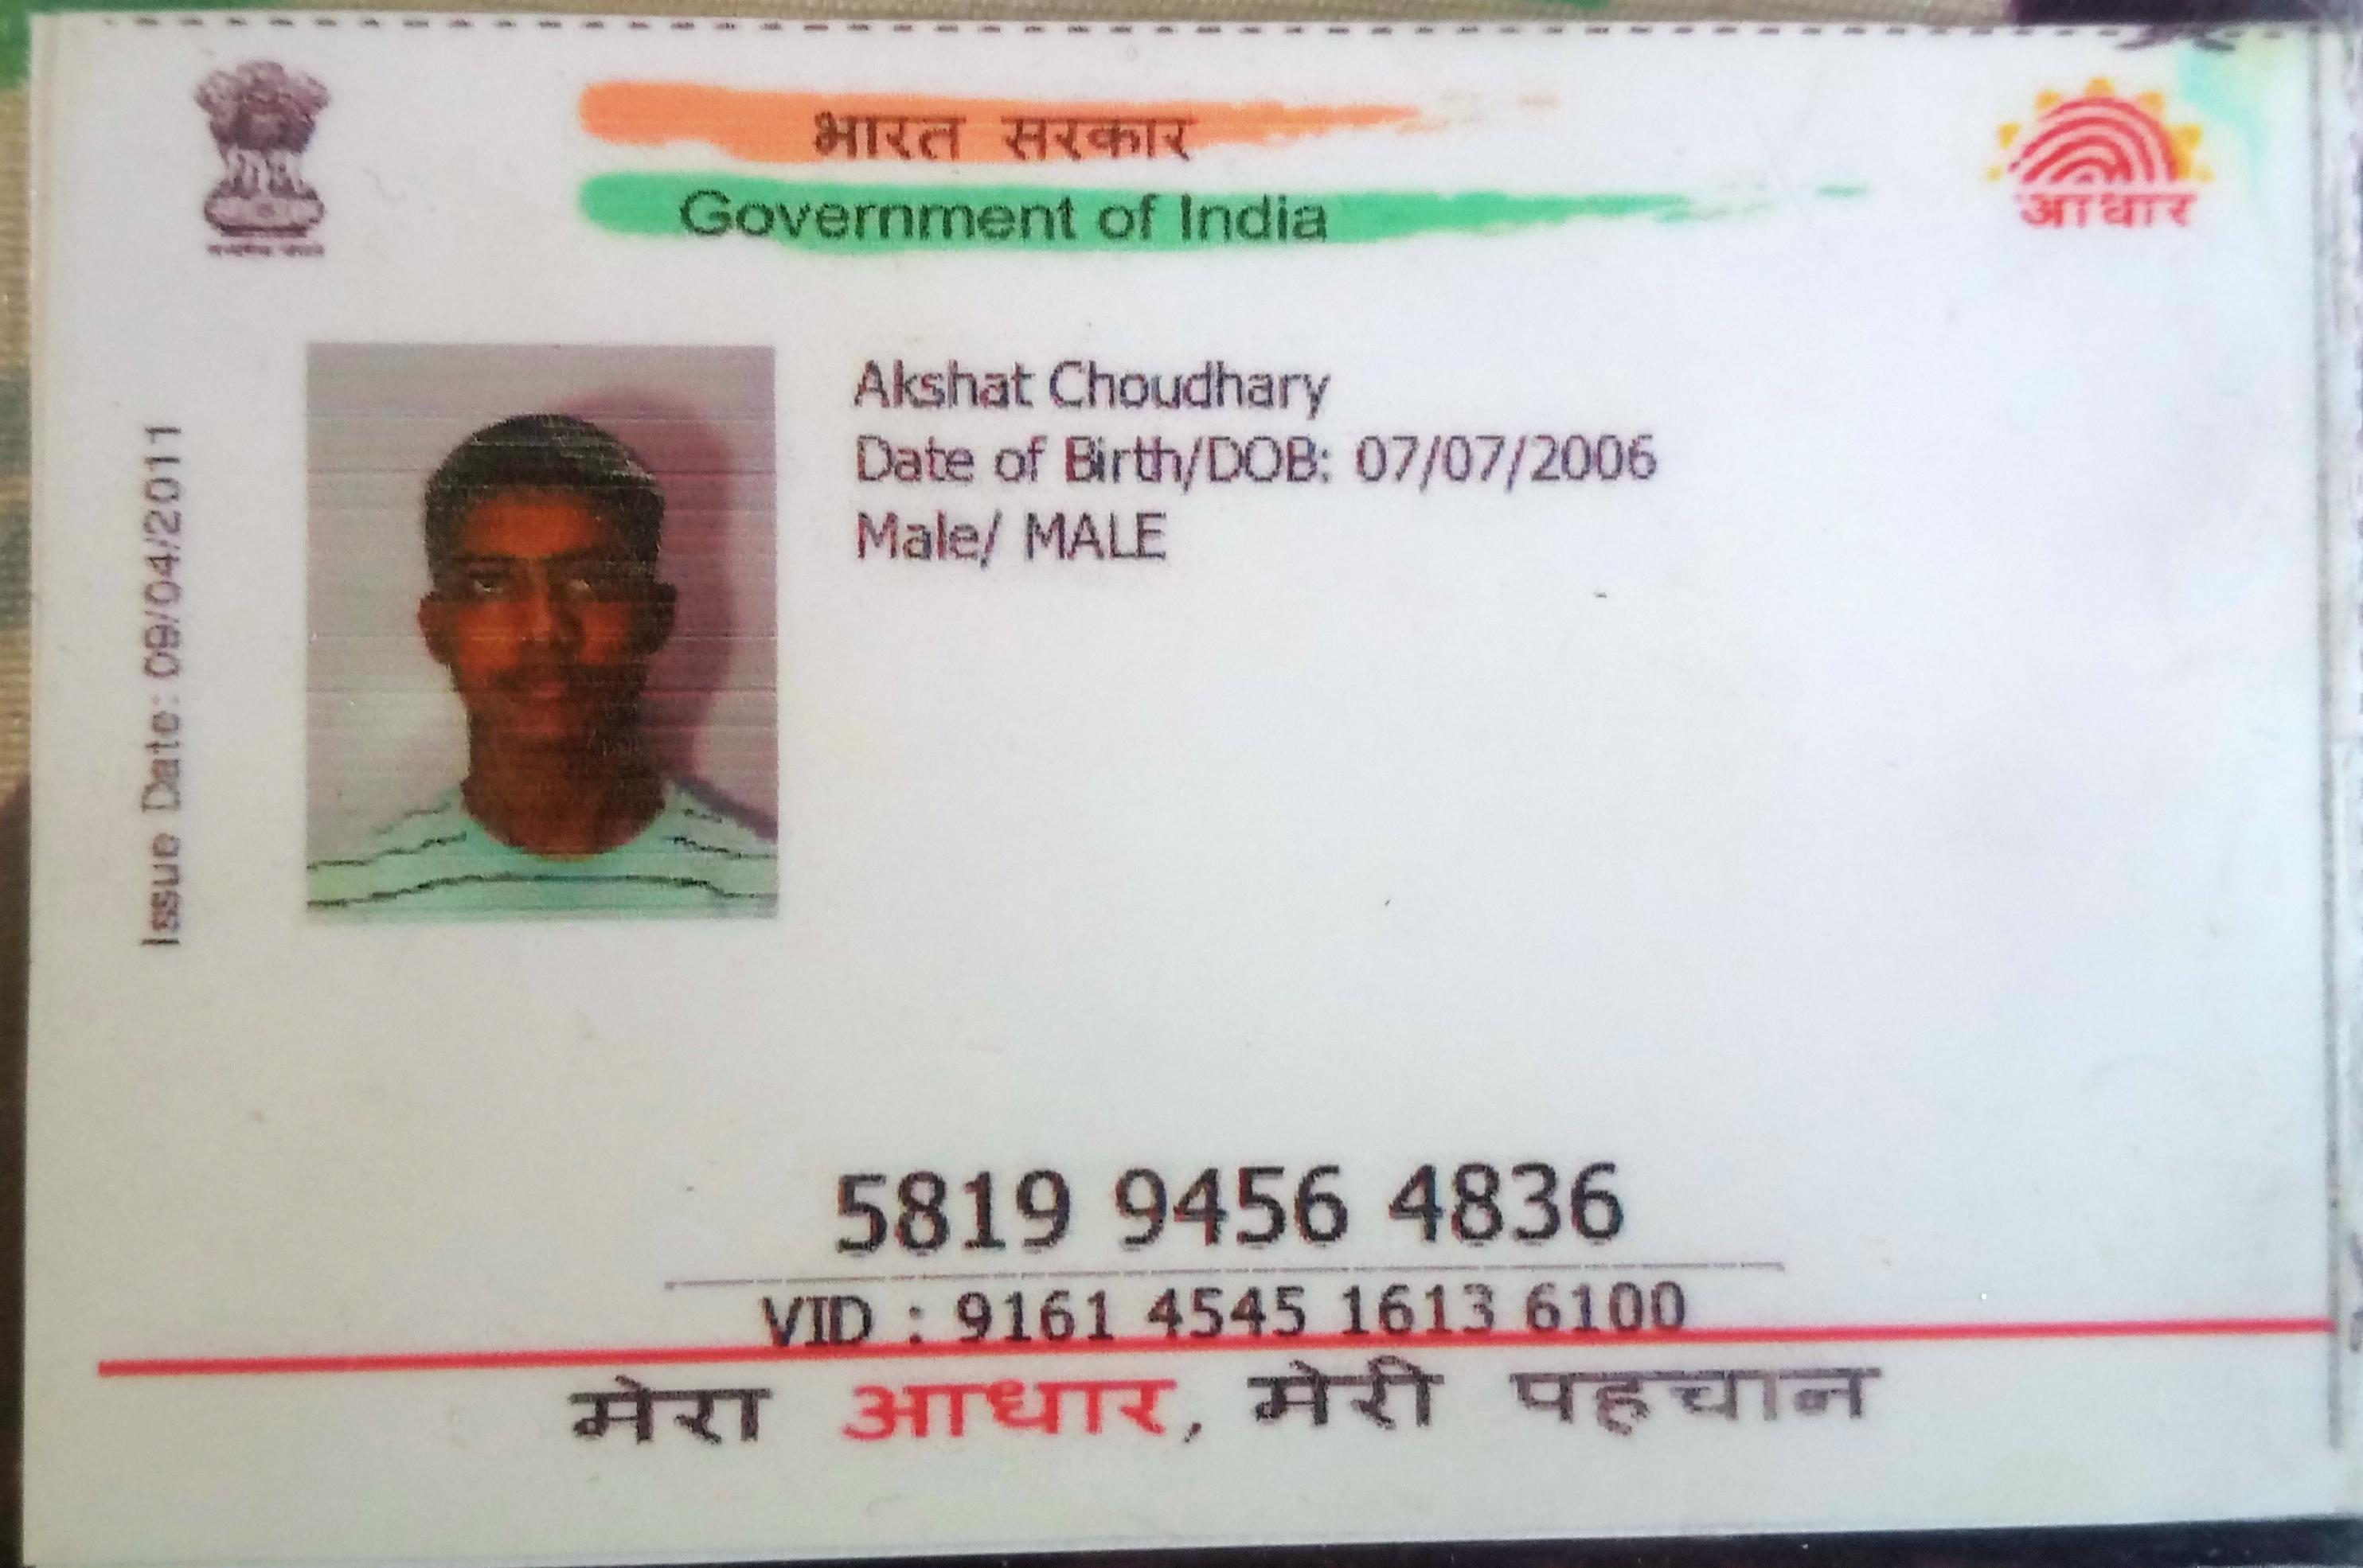 भारत सरकार
Government of India
आधार
Issue Date: 09/04/2011
Akshat Choudhary
Date of Birth/DOB: 07/07/2006
Male/ MALE
5819 9456 4836
VID : 9161 4545 1613 6100
मेरा आधार, मेरी पहचान